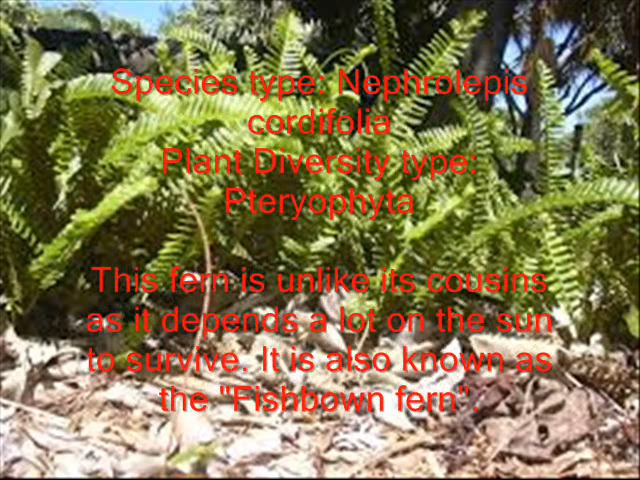 Species type: Nephrolepis
cordifolia
Plant Diversity type:
Pteryophyta
This fern is unlike its cousins
as it depends a lot on the sun
to survive. It is also known as
the "Fishbown fern".